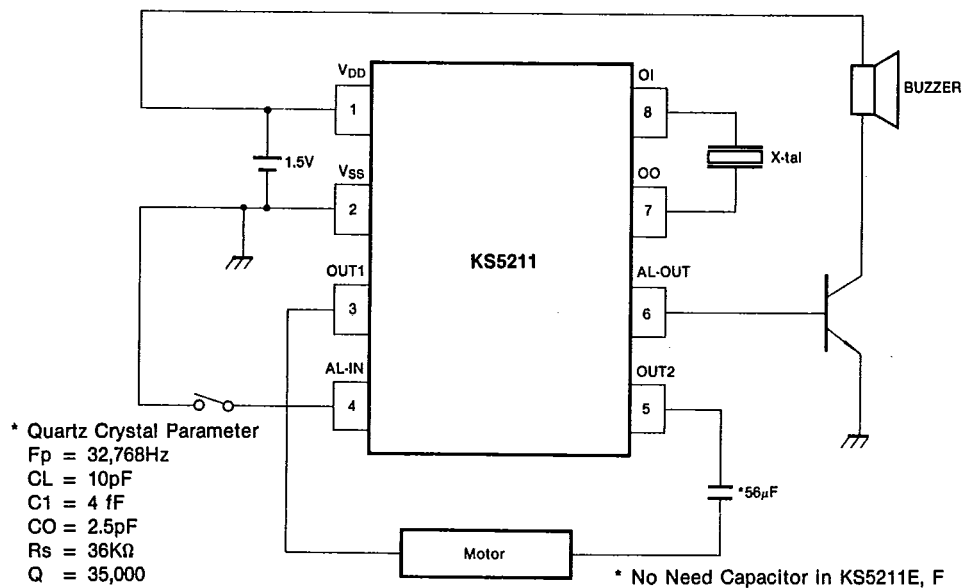 V_DD
1
1.5V
V_SS
2
OUT1
3
AL-IN
4
KS5211
OI
8
X-tal
OO
7
AL-OUT
6
OUT2
5
BUZZER
*56μF
Motor
* Quartz Crystal Parameter
Fp = 32,768Hz
CL = 10pF
C1 = 4 fF
CO = 2.5pF
Rs = 36KΩ
Q = 35,000
* No Need Capacitor in KS5211E, F